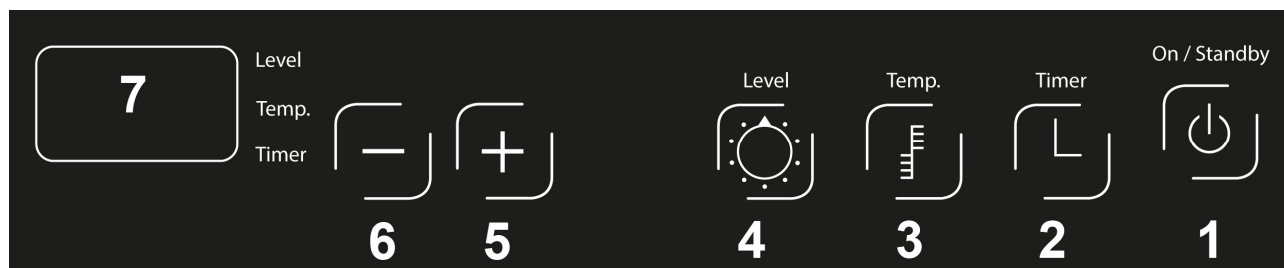 7
Level
Temp.
Timer
Level
Temp.
Timer
On / Standby
6 5 4 3 2 1